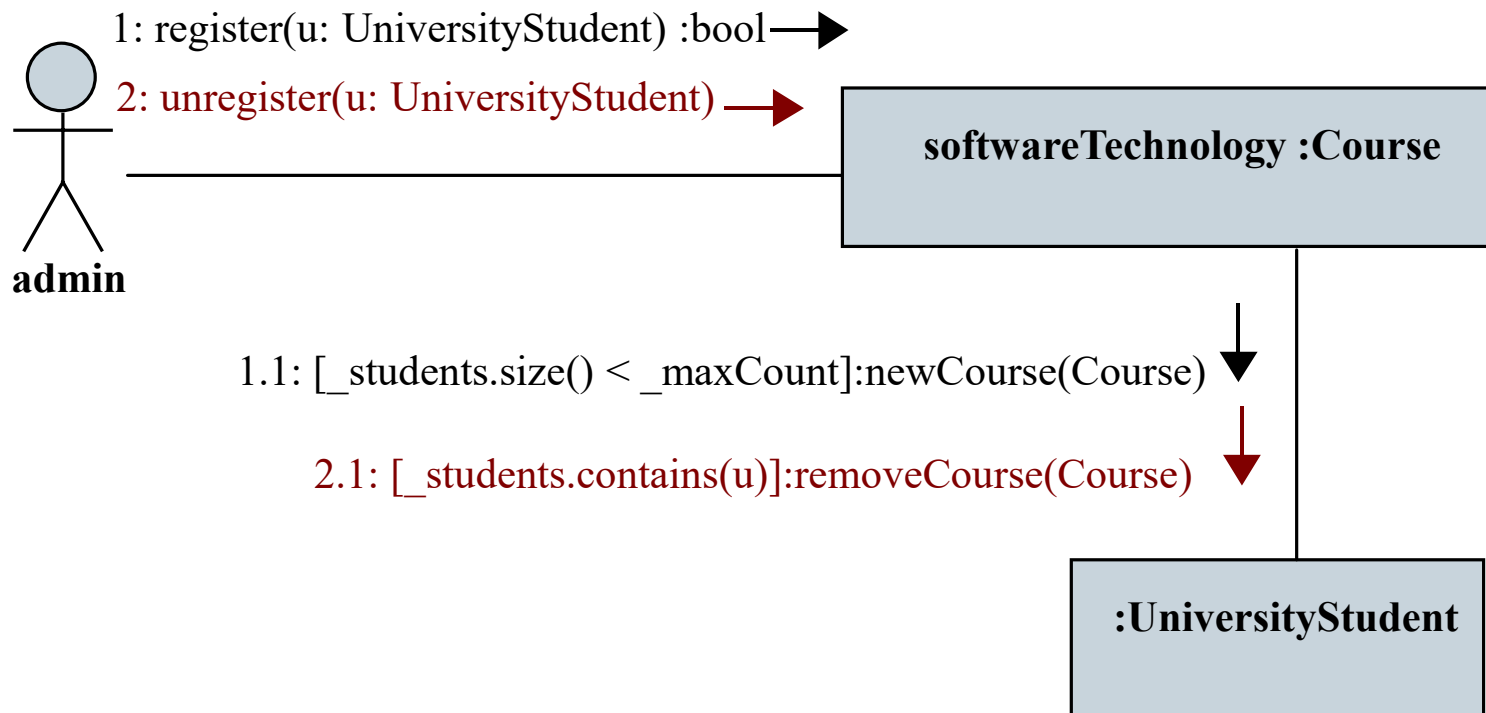 1: register(u: UniversityStudent) :bool
2: unregister(u: UniversityStudent)
softwareTechnology :Course
admin
1.1: [_students.size() < _maxCount]:newCourse(Course)
2.1: [_students.contains(u)]:removeCourse(Course)
:UniversityStudent